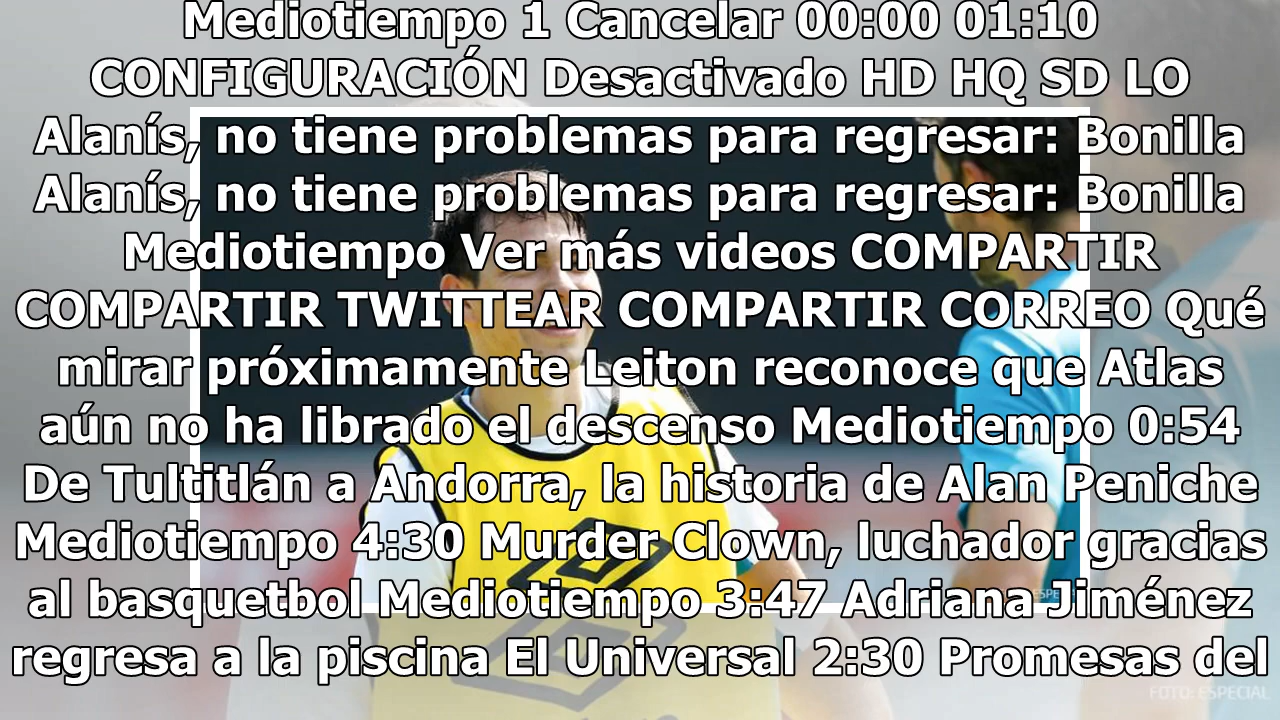 Mediotiempo 1 Cancelar 00:00 01:10
CONFIGURACIÓN Desactivado HD HQ SD LO
Alanís, no tiene problemas para regresar: Bonilla
Alanís, no tiene problemas para regresar: Bonilla
Mediotiempo Ver más videos COMPARTIR
COMPARTIR TWITTEAR COMPARTIR CORREO Qué
mirar próximamente Leiton reconoce que Atlas
aún no ha librado el descenso Mediotiempo 0:54
De Tultitlán a Andorra, la historia de Alan Peniche
Mediotiempo 4:30 Murder Clown, luchador gracias
al basquetbol Mediotiempo 3:47 Adriana Jiménez
regresa a la piscina El Universal 2:30 Promesas del
FOTO: ESPECIAL